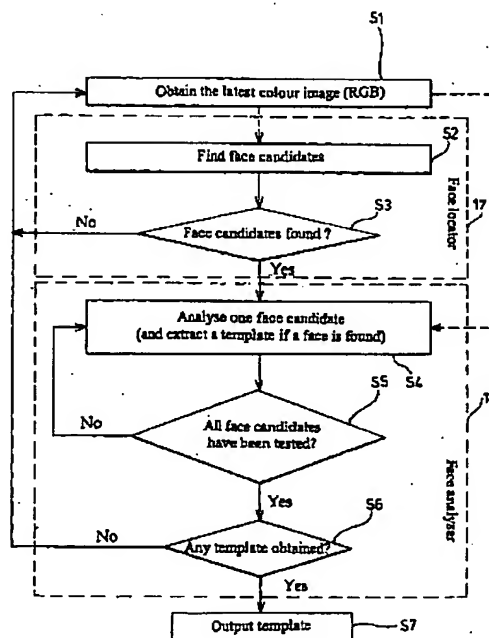 S1
Obtain the latest colour image (RGB)
S2
Find face candidates
S3
No
Face candidates found ?
Face locator
17
Yes
Analyse one face candidate
(and extract a template if a face is found)
S4
S5
No
All face candidates
have been tested?
Face analyser
Yes
S6
No
Any template obtained?
Yes
Output template
S7